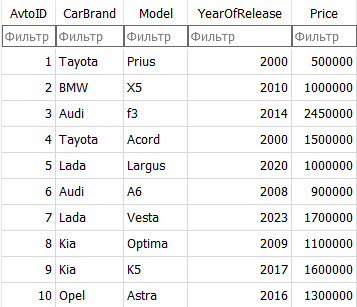 AvtoID CarBrand Model YearOfRelease Price
Фильтр Фильтр Фильтр Фильтр Фильтр
1 Tayota Prius 2000 500000
2 BMW X5 2010 1000000
3 Audi f3 2014 2450000
4 Tayota Acord 2000 1500000
5 Lada Largus 2020 1000000
6 Audi A6 2008 900000
7 Lada Vesta 2023 1700000
8 Kia Optima 2009 1100000
9 Kia K5 2017 1600000
10 Opel Astra 2016 1300000